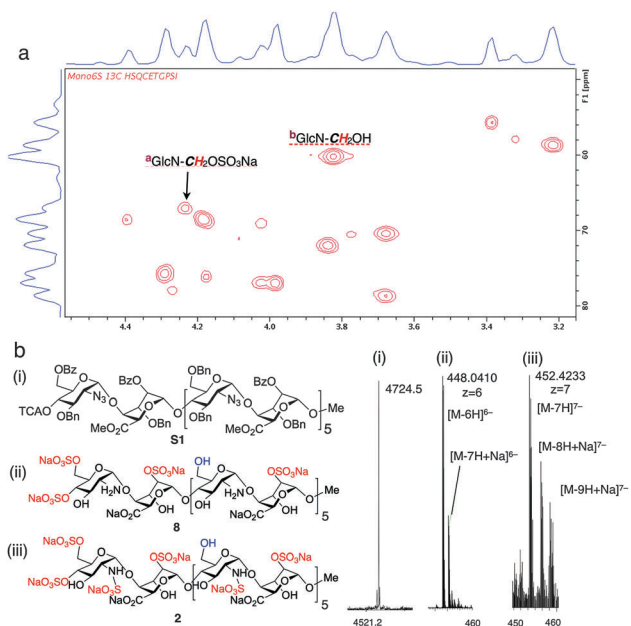 a
Mono6S 13C HSQCETGPSI
ᵃGlcN-CH₂OSO₃Na
ᵇGlcN-CH₂OH
F1 [ppm]
60
70
80
4.4 4.2 4.0 3.8 3.6 3.4 3.2
b
(i)
OBz
BzO
OBn
BzO
N₃
N₃
TCAO
OBn
OBn
MeO₂C
OBn
MeO₂C
OBn
Me
5
S1
(ii)
NaO₃SO
OSO₃Na
OH
OSO₃Na
NaO₃SO
OH
H₂N
H₂N
NaO₂C
OH
OH
NaO₂C
OH
Me
5
8
(iii)
NaO₃SO
OSO₃Na
OH
OSO₃Na
NaO₃SO
HO
NH
NaO₃S
NaO₂C
OH
HO
NH
NaO₃S
NaO₂C
OH
Me
5
2
(i)
4724.5
4521.2
(ii)
448.0410
z=6
[M-6H]⁶⁻
[M-7H+Na]⁶⁻
460
(iii)
452.4233
z=7
[M-7H]⁷⁻
[M-8H+Na]⁷⁻
[M-9H+Na]⁷⁻
450 460